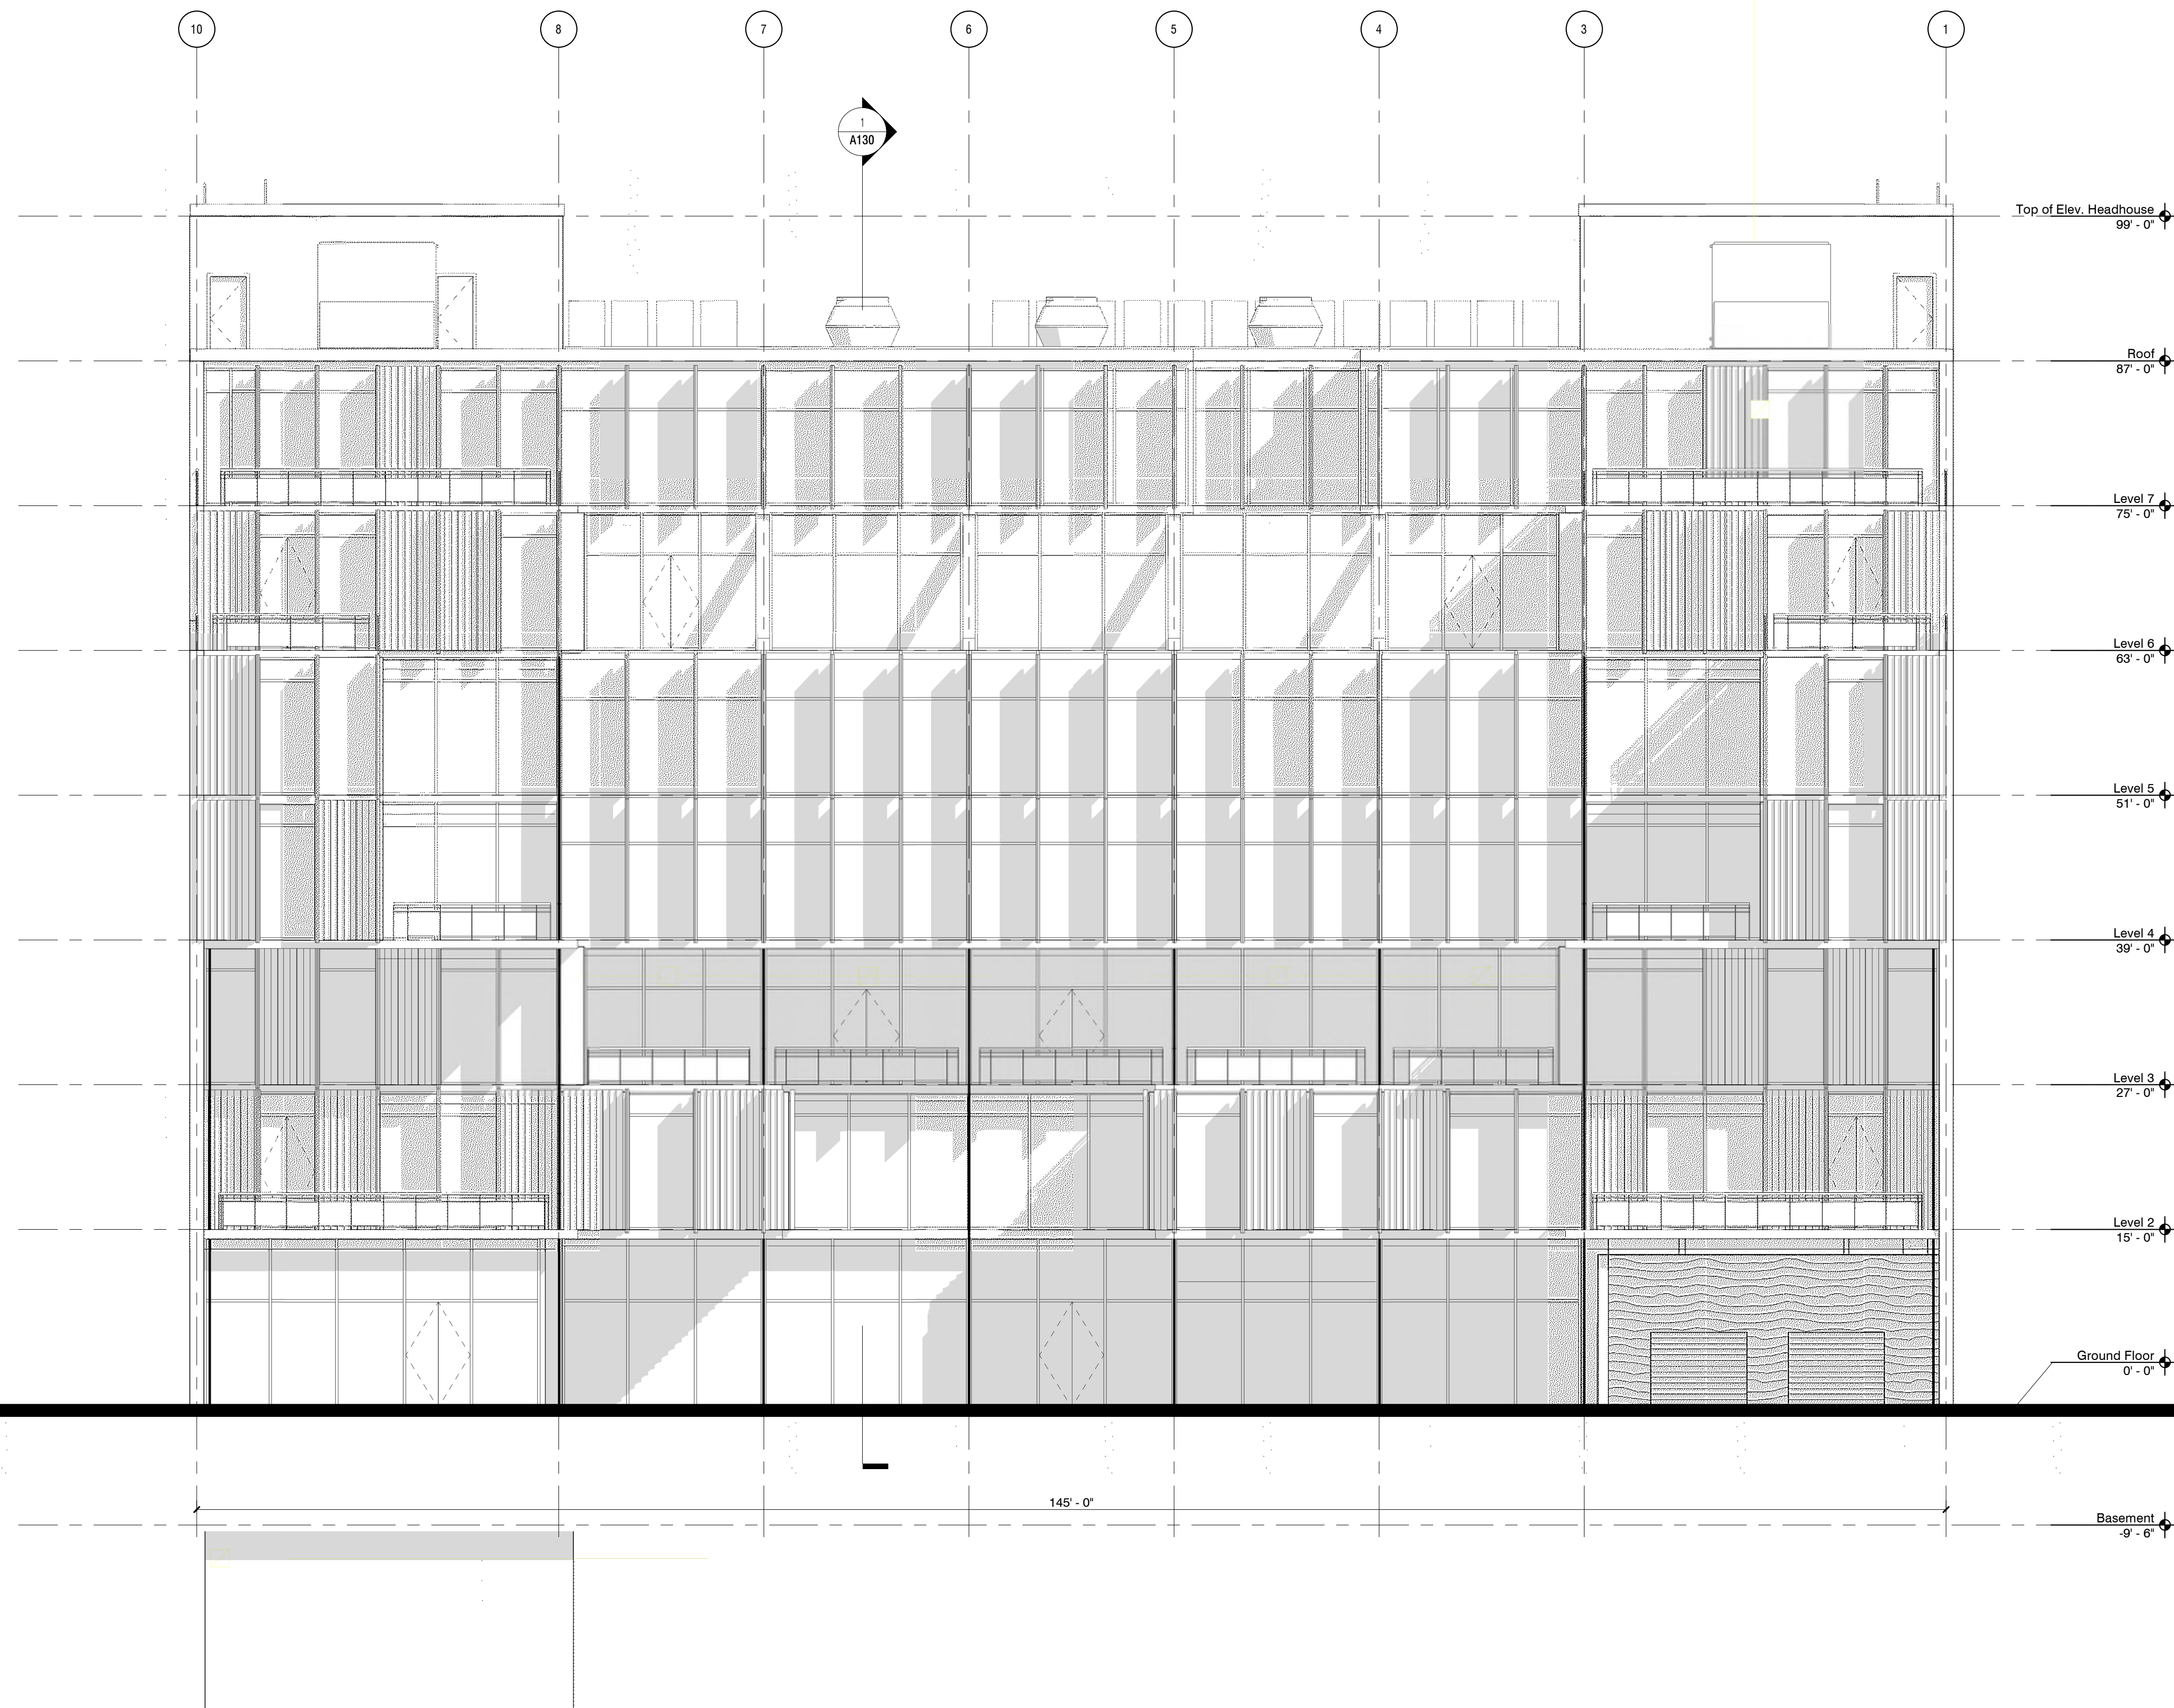 10
8
7
6
5
4
3
1
1
A130
Top of Elev. Headhouse
99' - 0"
Roof
87' - 0"
Level 7
75' - 0"
Level 6
63' - 0"
Level 5
51' - 0"
Level 4
39' - 0"
Level 3
27' - 0"
Level 2
15' - 0"
Ground Floor
0' - 0"
145' - 0"
Basement
-9' - 6"